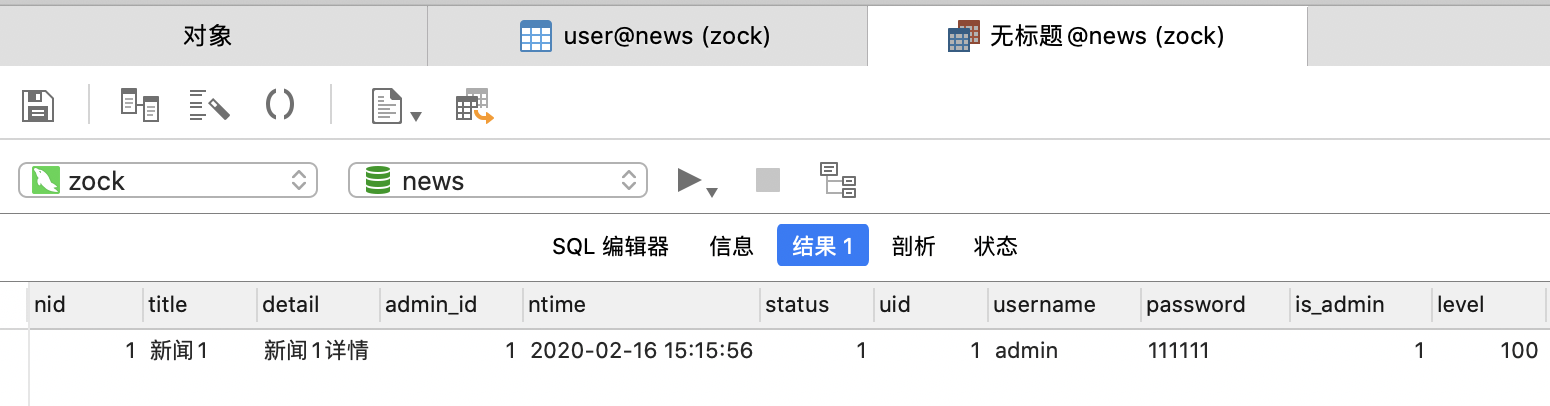 对象 user@news (zock) 无标题@news (zock)
zock news
SQL 编辑器 信息 结果 1 剖析 状态
nid title detail admin_id ntime status uid username password is_admin level
1 新闻1 新闻1详情 1 2020-02-16 15:15:56 1 1 admin 111111 1 100